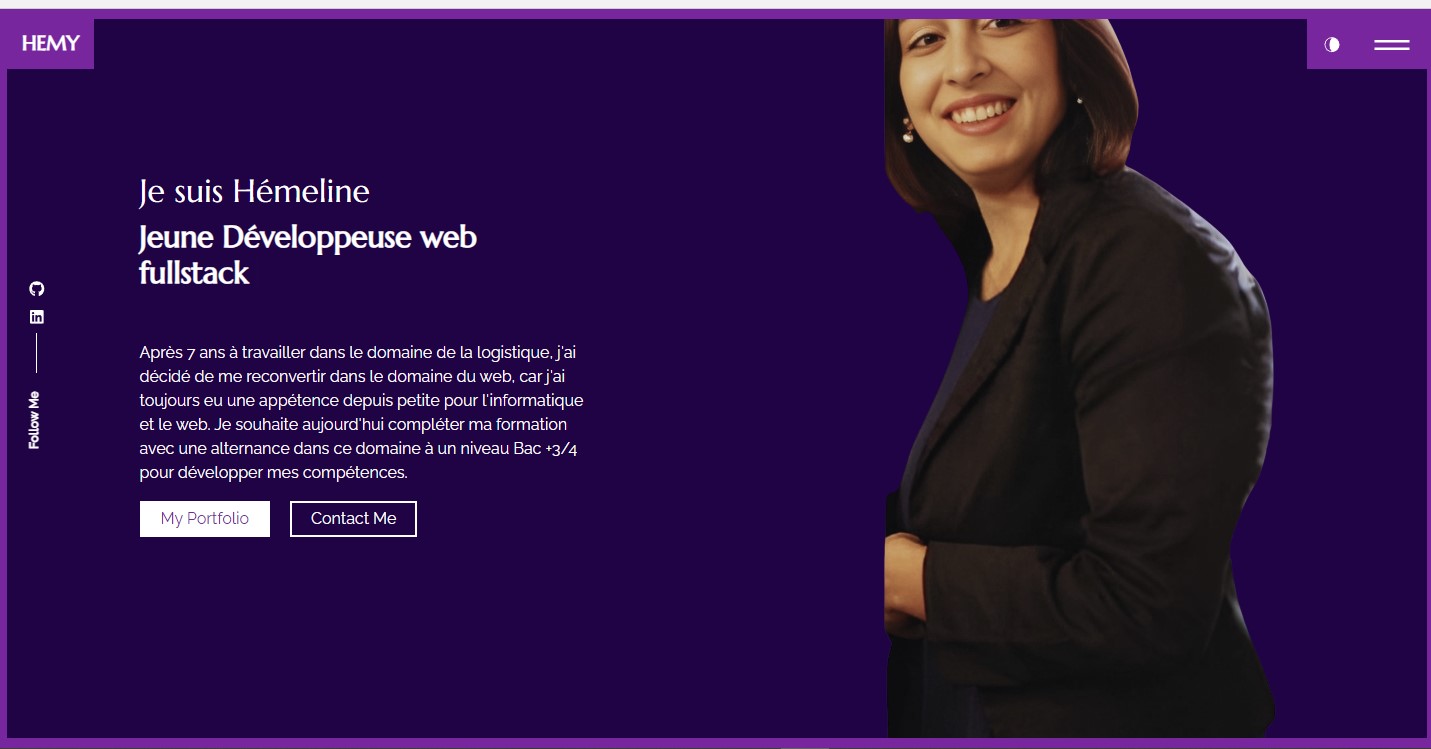 HEMY
Je suis Hémeline
Jeune Développeuse web
fullstack
Après 7 ans à travailler dans le domaine de la logistique, j'ai
décidé de me reconvertir dans le domaine du web, car j'ai
toujours eu une appétence depuis petite pour l'informatique
et le web. Je souhaite aujourd'hui compléter ma formation
avec une alternance dans ce domaine à un niveau Bac +3/4
pour développer mes compétences.
My Portfolio
Contact Me
Follow Me